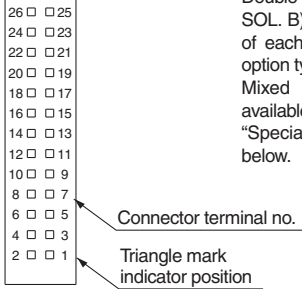 26 25
24 23
22 21
20 19
18 17
16 15
14 13
12 11
10 9
8 7
6 5
4 3
2 1
Connector terminal no.
Triangle mark
indicator position
SOL. B)
of each
option ty
Mixed
available
"Specia
below.